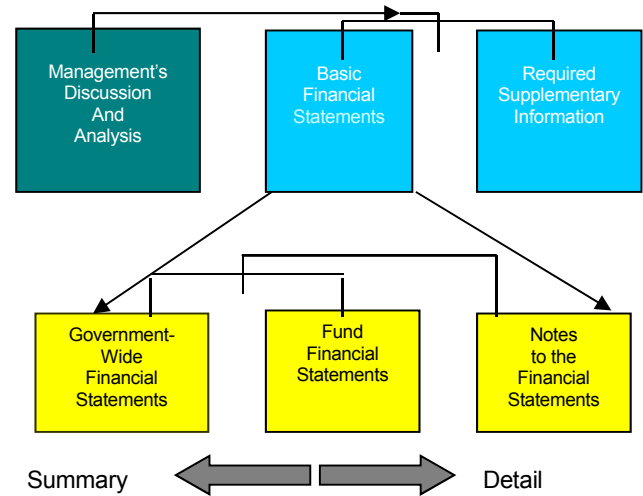 Management's
Discussion
And
Analysis
Basic
Financial
Statements
Required
Supplementary
Information
Government-
Wide
Financial
Statements
Fund
Financial
Statements
Notes
to the
Financial
Statements
Summary
Detail